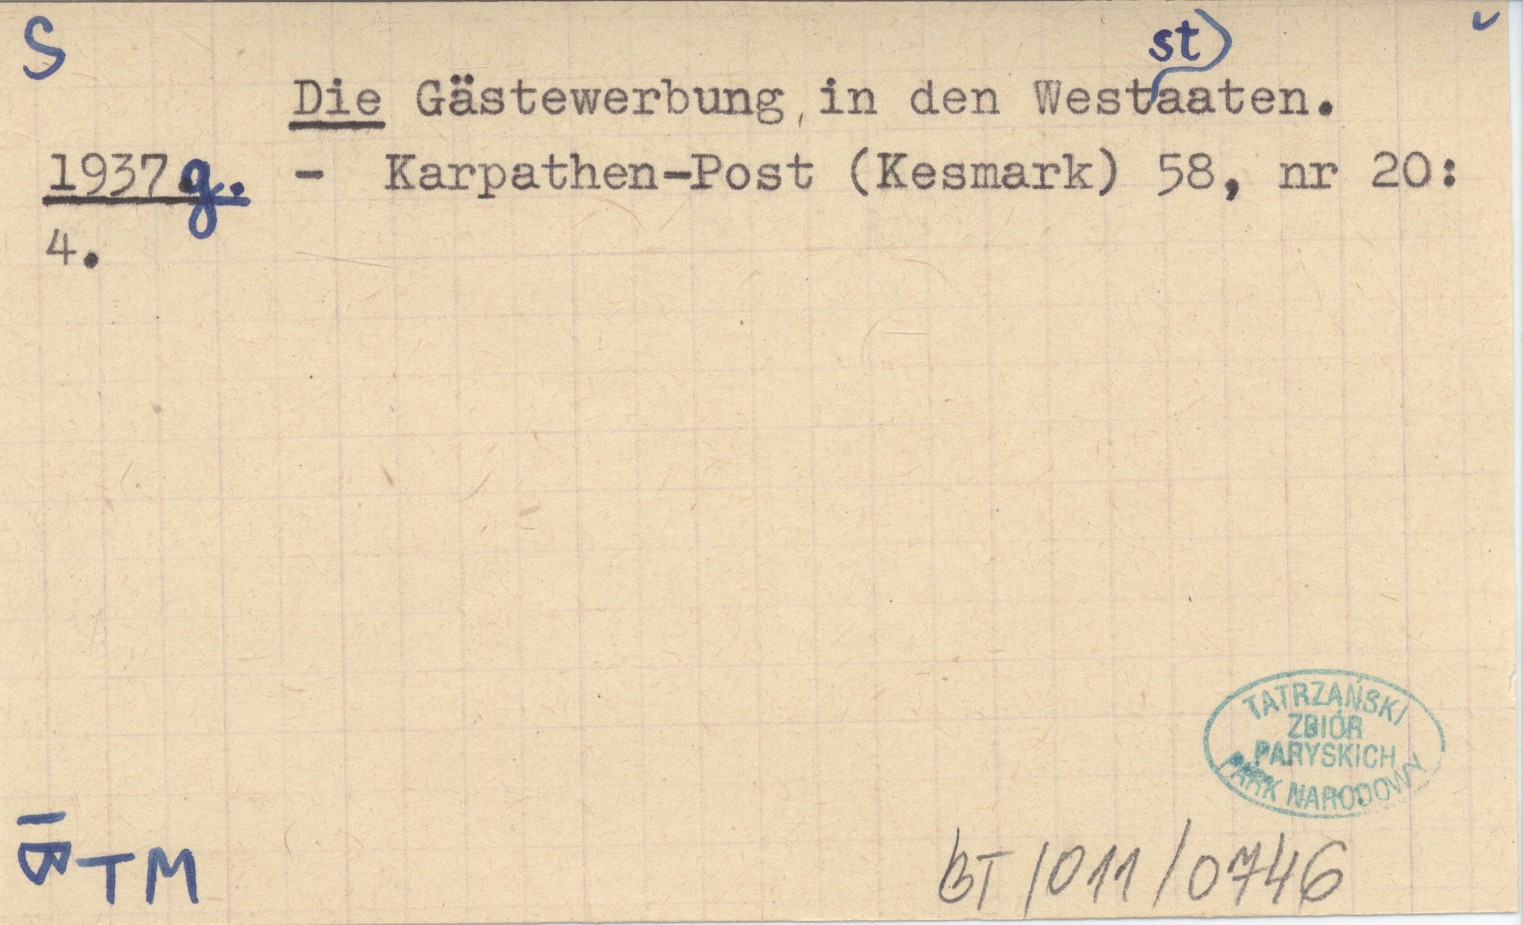 S
st
Die Gästewerbung, in den Westaaten.
1937 g. - Karpathen-Post (Kesmark) 58, nr 20:
4.
TATRZAŃSKI
ZBIÓR
PARYSKICH
PARK NARODOWY
TM
BT/011/0746